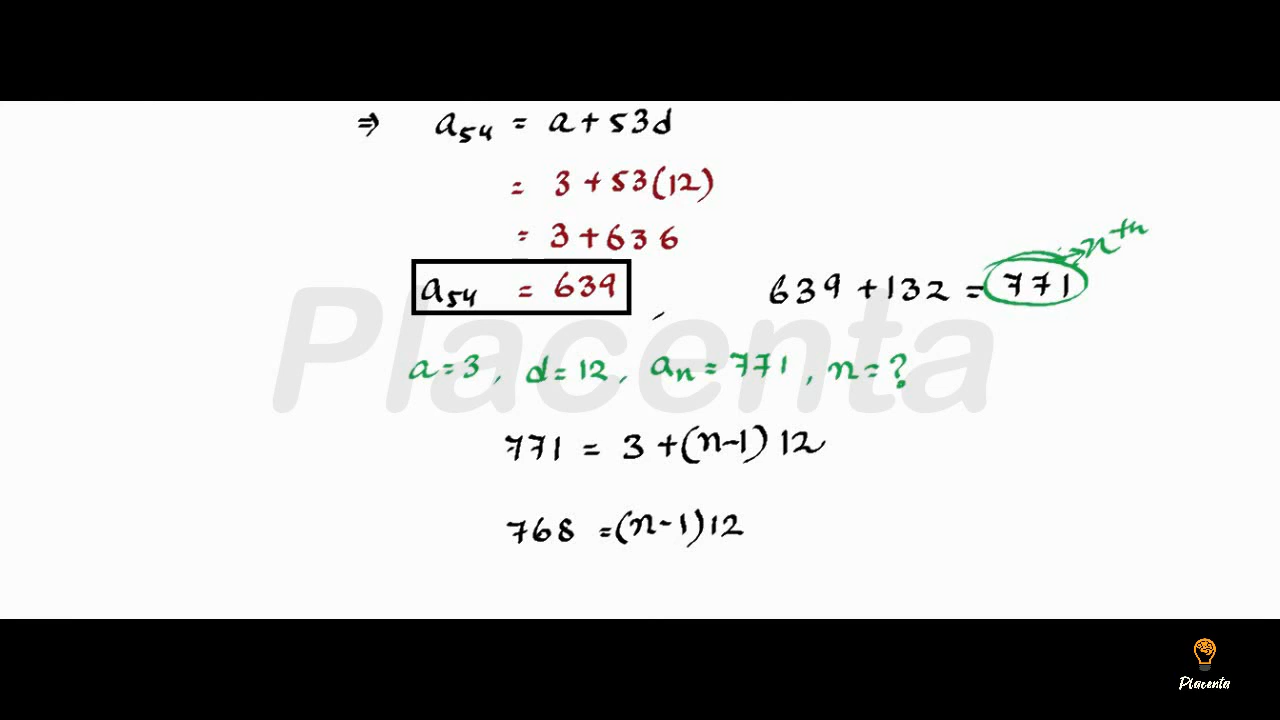 ⇒ a₅₄ = a + 53d
= 3 + 53(12)
= 3 + 636
a₅₄ = 639 , 639 + 132 = 771 → nᵗʰ
Placenta
a = 3 , d = 12 , aₙ = 771 , n = ?
771 = 3 + (n-1) 12
768 = (n-1) 12
Placenta